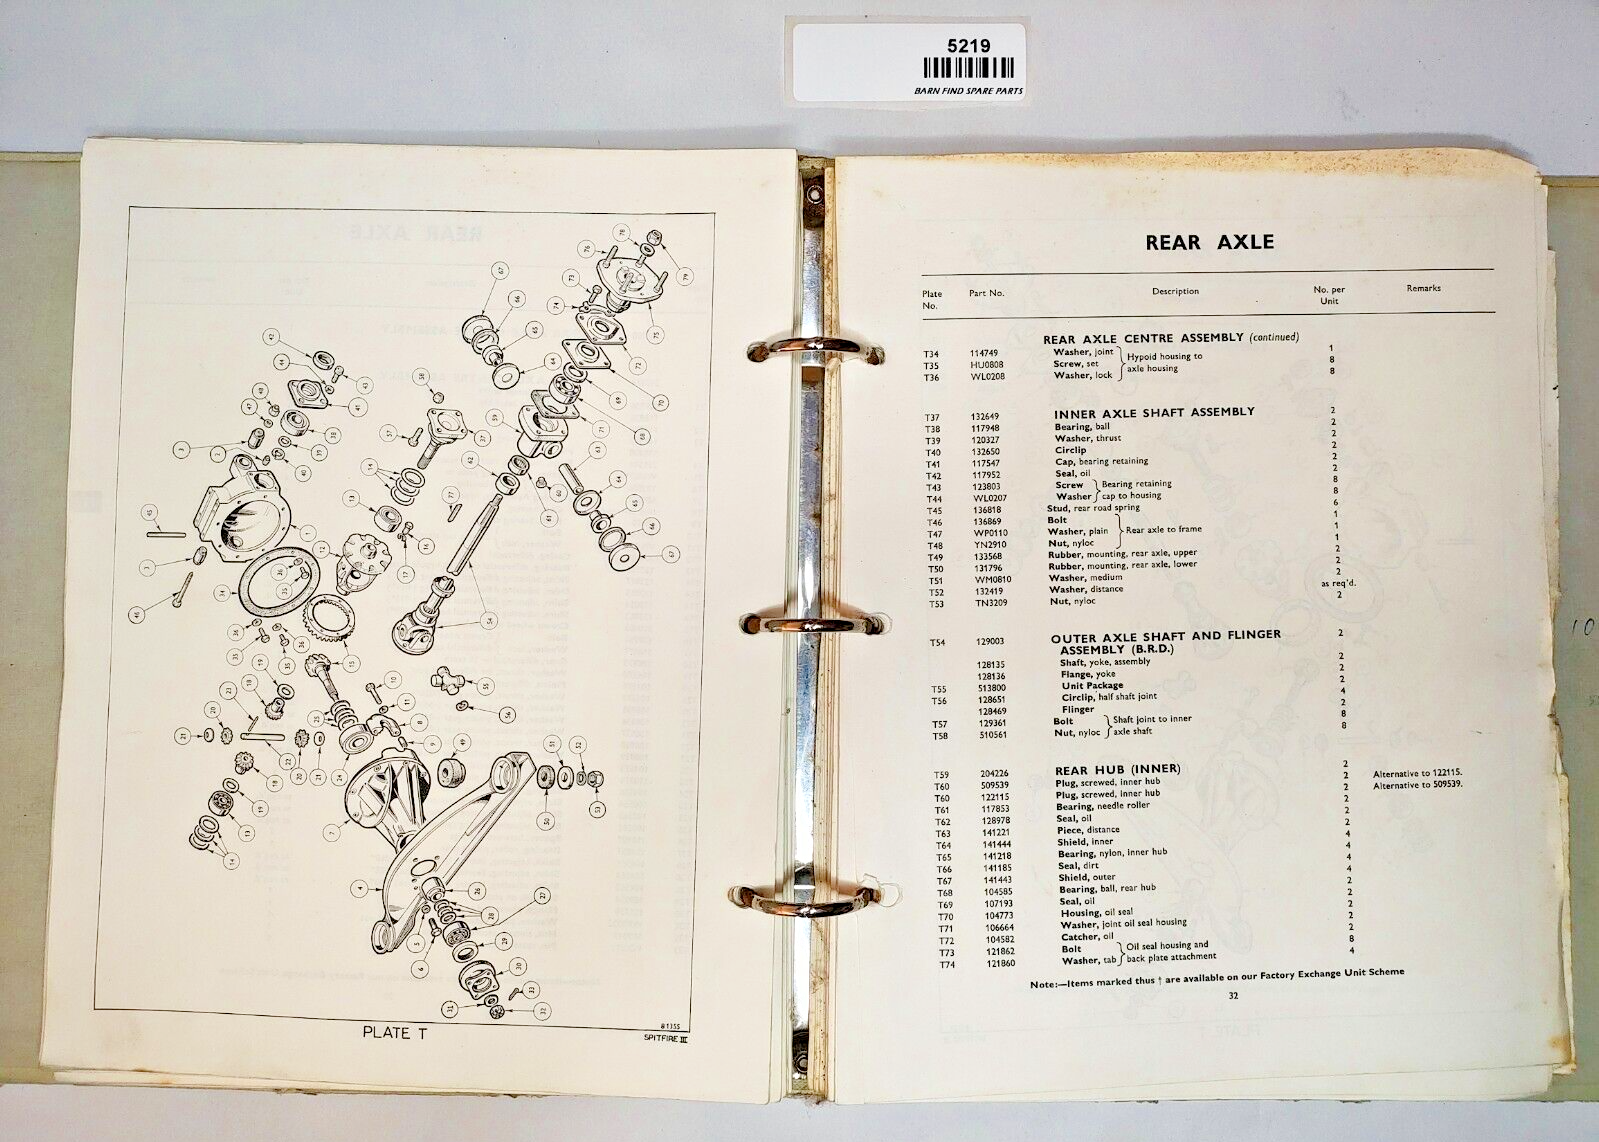 5219
BARN FIND SPARE PARTS
PLATE T
81355
SPITFIRE III
REAR AXLE
Plate No. Part No. Description No. per Unit Remarks
REAR AXLE CENTRE ASSEMBLY (continued)
T34 114749 Washer, joint 1
T35 HU0808 Screw, set Hypoid housing to axle housing 8
T36 WL0208 Washer, lock 8
T37 132649 INNER AXLE SHAFT ASSEMBLY 2
T38 117948 Bearing, ball 2
T39 120327 Washer, thrust 2
T40 132650 Circlip 2
T41 117547 Cap, bearing retaining 2
T42 117952 Seal, oil 2
T43 123803 Screw Bearing retaining 8
T44 WL0207 Washer cap to housing 8
T45 136818 Stud, rear road spring 6
T46 136869 Bolt 1
T47 WP0110 Washer, plain Rear axle to frame 1
T48 YN2910 Nut, nyloc 1
T49 133568 Rubber, mounting, rear axle, upper 2
T50 131796 Rubber, mounting, rear axle, lower 2
T51 WM0810 Washer, medium 2
T52 132419 Washer, distance as req'd.
T53 TN3209 Nut, nyloc 2
T54 129003 OUTER AXLE SHAFT AND FLINGER ASSEMBLY (B.R.D.) 2
128135 Shaft, yoke, assembly 2
128136 Flange, yoke 2
T55 513800 Unit Package 2
T56 128651 Circlip, half shaft joint 4
128469 Flinger 2
T57 129361 Bolt Shaft joint to inner 8
T58 510561 Nut, nyloc axle shaft 8
T59 204226 REAR HUB (INNER) 2
T60 509539 Plug, screwed, inner hub 2 Alternative to 122115.
T60 122115 Plug, screwed, inner hub 2 Alternative to 509539.
T61 117853 Bearing, needle roller 2
T62 128978 Seal, oil 2
T63 141221 Piece, distance 2
T64 141444 Shield, inner 4
T65 141218 Bearing, nylon, inner hub 4
T66 141185 Seal, dirt 4
T67 141443 Shield, outer 4
T68 104585 Bearing, ball, rear hub 2
T69 107193 Seal, oil 2
T70 104773 Housing, oil seal 2
T71 106664 Washer, joint oil seal housing 2
T72 104582 Catcher, oil 2
T73 121862 Bolt Oil seal housing and 8
T74 121860 Washer, tab back plate attachment 4
Note:—Items marked thus † are available on our Factory Exchange Unit Scheme
32
10